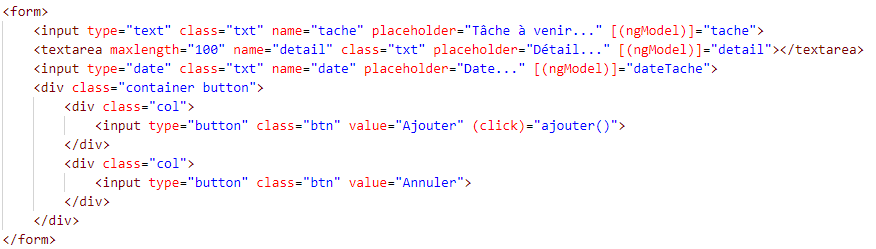 <form>
<input type="text" class="txt" name="tache" placeholder="Tâche à venir..." [(ngModel)]="tache">
<textarea maxlength="100" name="detail" class="txt" placeholder="Détail..." [(ngModel)]="detail"></textarea>
<input type="date" class="txt" name="date" placeholder="Date..." [(ngModel)]="dateTache">
<div class="container button">
<div class="col">
<input type="button" class="btn" value="Ajouter" (click)="ajouter()">
</div>
<div class="col">
<input type="button" class="btn" value="Annuler">
</div>
</div>
</form>